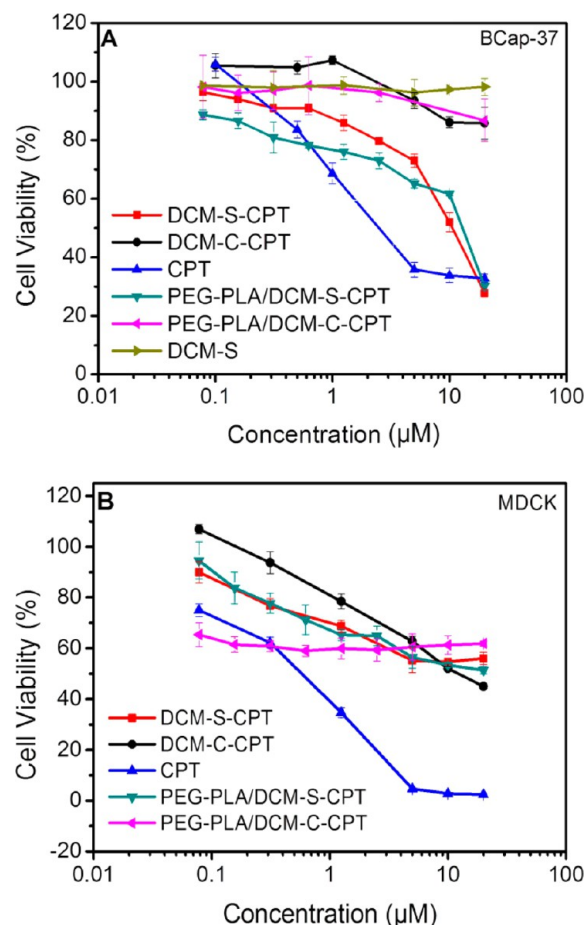 A
BCap-37
120
100
80
60
40
20
0
Cell Viability (%)
DCM-S-CPT
DCM-C-CPT
CPT
PEG-PLA/DCM-S-CPT
PEG-PLA/DCM-C-CPT
DCM-S
0.01 0.1 1 10 100
Concentration (µM)
B
MDCK
120
100
80
60
40
20
0
-20
Cell Viability (%)
DCM-S-CPT
DCM-C-CPT
CPT
PEG-PLA/DCM-S-CPT
PEG-PLA/DCM-C-CPT
0.01 0.1 1 10 100
Concentration (µM)